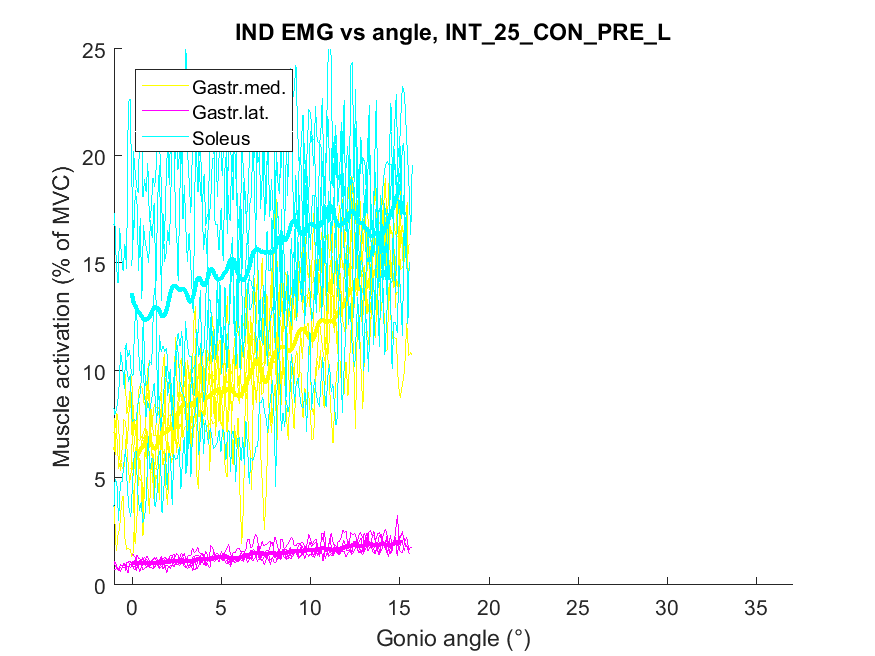 IND EMG vs angle, INT_25_CON_PRE_L
25
Gastr.med.
Gastr.lat.
Soleus
20
15
10
5
0
Muscle activation (% of MVC)
0 5 10 15 20 25 30 35
Gonio angle (°)